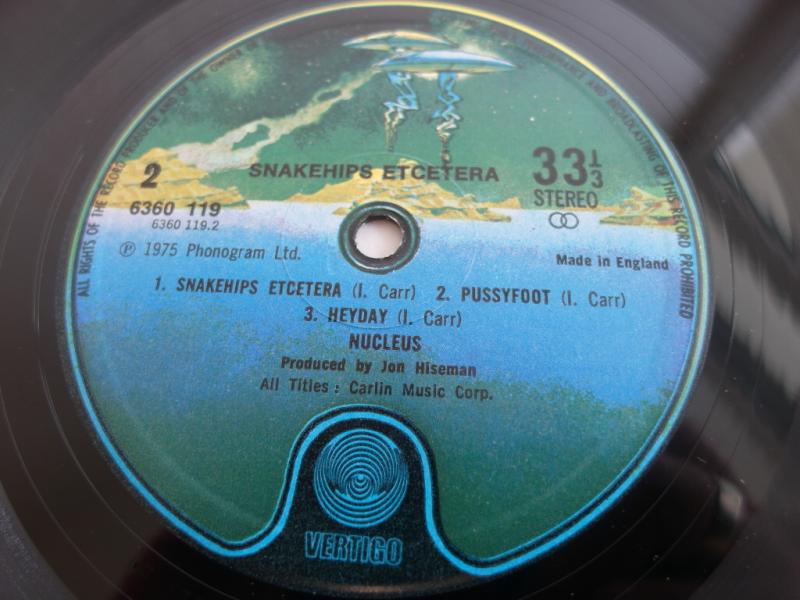 ALL RIGHTS OF THE RECORD PRODUCER AND OF THE OWNER OF
PERFORMANCE AND BROADCASTING OF THIS RECORD PROHIBITED
2
SNAKEHIPS ETCETERA
33 1/3
STEREO
6360 119
6360 119.2
℗ 1975 Phonogram Ltd.
Made in England
1. SNAKEHIPS ETCETERA (I. Carr) 2. PUSSYFOOT (I. Carr)
3. HEYDAY (I. Carr)
NUCLEUS
Produced by Jon Hiseman
All Titles : Carlin Music Corp.
VERTIGO